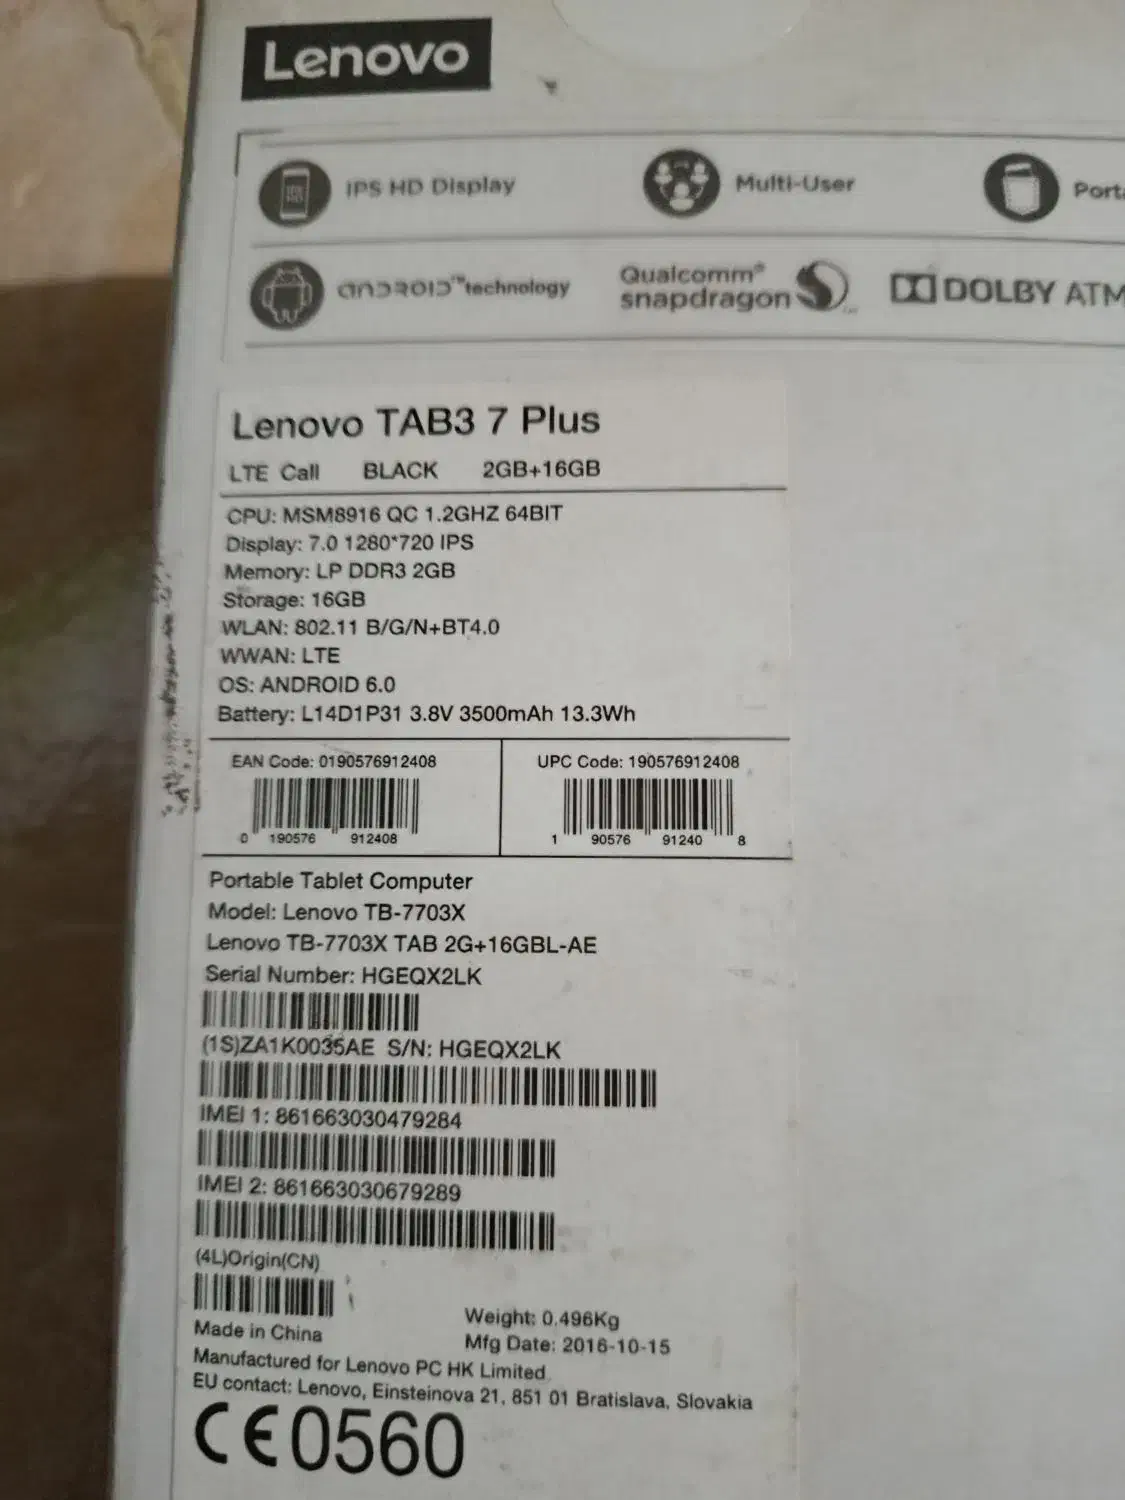 Lenovo
IPS HD Display
Multi-User
Porta
ANDROID™technology
Qualcomm®
snapdragon
DOLBY ATM
Lenovo TAB3 7 Plus
LTE Call BLACK 2GB+16GB
CPU: MSM8916 QC 1.2GHZ 64BIT
Display: 7.0 1280*720 IPS
Memory: LP DDR3 2GB
Storage: 16GB
WLAN: 802.11 B/G/N+BT4.0
WWAN: LTE
OS: ANDROID 6.0
Battery: L14D1P31 3.8V 3500mAh 13.3Wh
EAN Code: 0190576912408
0 190576 912408
UPC Code: 190576912408
1 90576 91240 8
Portable Tablet Computer
Model: Lenovo TB-7703X
Lenovo TB-7703X TAB 2G+16GBL-AE
Serial Number: HGEQX2LK
(1S)ZA1K0035AE S/N: HGEQX2LK
IMEI 1: 861663030479284
IMEI 2: 861663030679289
(4L)Origin(CN)
Weight: 0.496Kg
Made in China
Mfg Date: 2016-10-15
Manufactured for Lenovo PC HK Limited
EU contact: Lenovo, Einsteinova 21, 851 01 Bratislava, Slovakia
CE0560